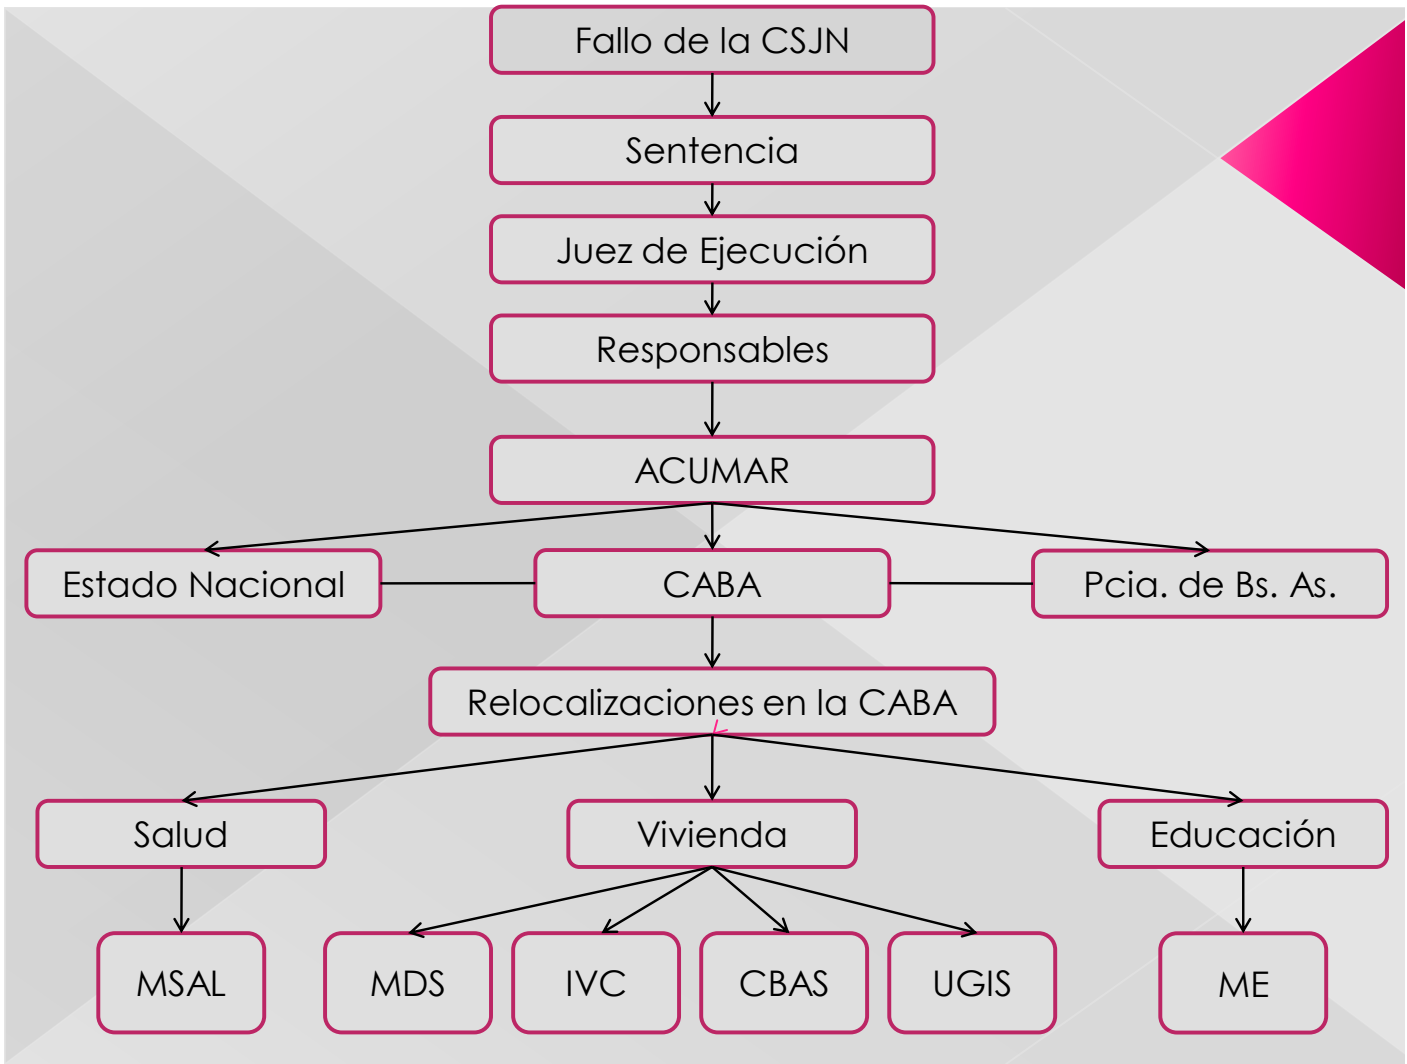 Fallo de la CSJN
Sentencia
Juez de Ejecución
Responsables
ACUMAR
Estado Nacional
CABA
Pcia. de Bs. As.
Relocalizaciones en la CABA
Salud
Vivienda
Educación
MSAL
MDS
IVC
CBAS
UGIS
ME